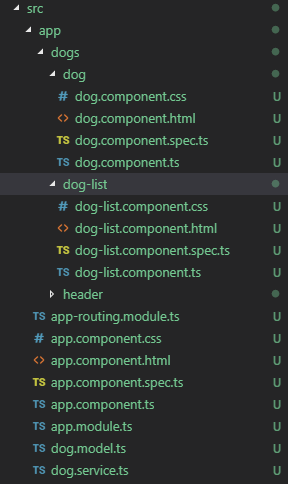 src
app
dogs
dog
# dog.component.css U
<> dog.component.html U
TS dog.component.spec.ts U
TS dog.component.ts U
dog-list
# dog-list.component.css U
<> dog-list.component.html U
TS dog-list.component.spec.ts U
TS dog-list.component.ts U
header
TS app-routing.module.ts U
# app.component.css U
<> app.component.html U
TS app.component.spec.ts U
TS app.component.ts U
TS app.module.ts U
TS dog.model.ts U
TS dog.service.ts U